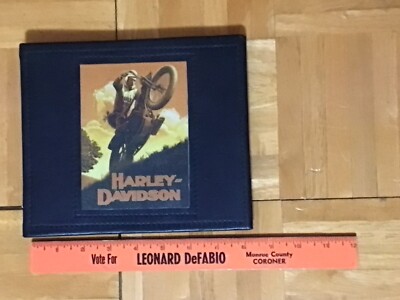 HARLEY-
DAVIDSON
Vote For LEONARD DeFABIO Monroe County
CORONER